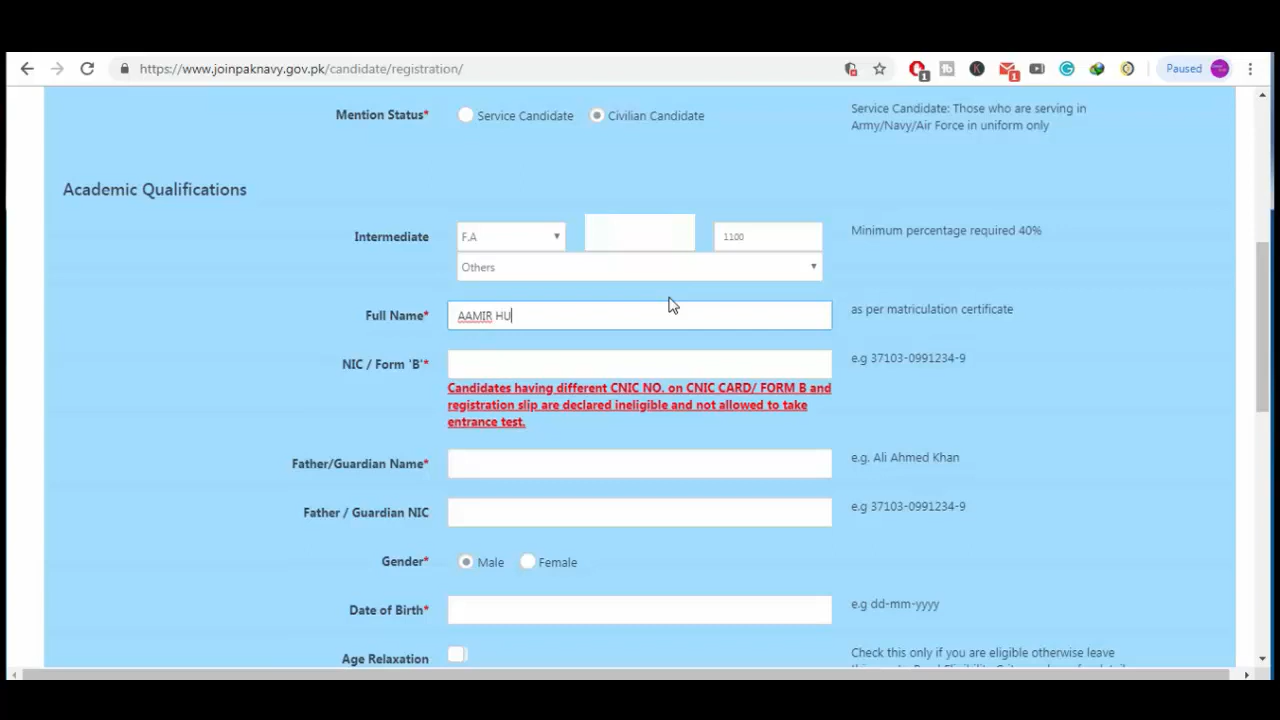 https://www.joinpaknavy.gov.pk/candidate/registration/
Paused
Mention Status*
Service Candidate
Civilian Candidate
Service Candidate: Those who are serving in
Army/Navy/Air Force in uniform only
Academic Qualifications
Intermediate
F.A
1100
Minimum percentage required 40%
Others
Full Name*
AAMIR HU
as per matriculation certificate
NIC / Form 'B'*
e.g 37103-0991234-9
Candidates having different CNIC NO. on CNIC CARD/ FORM B and
registration slip are declared ineligible and not allowed to take
entrance test.
Father/Guardian Name*
e.g. Ali Ahmed Khan
Father / Guardian NIC
e.g 37103-0991234-9
Gender*
Male
Female
Date of Birth*
e.g dd-mm-yyyy
Age Relaxation
Check this only if you are eligible otherwise leave